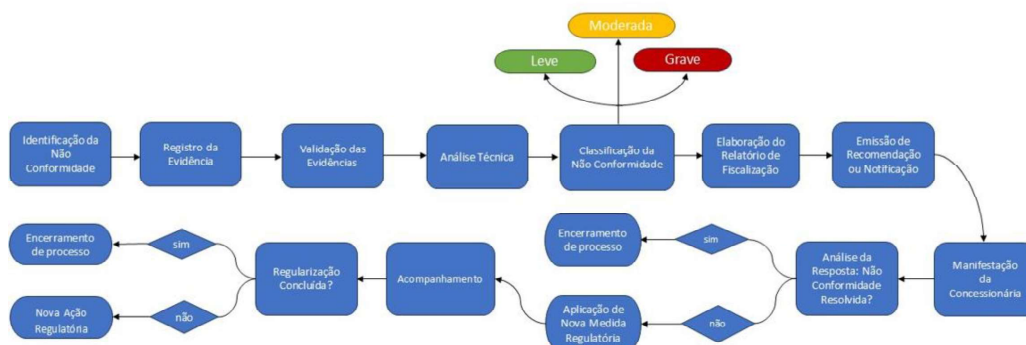 Moderada
Leve
Grave
Identificação da
Não
Conformidade
Registro da
Evidência
Validação das
Evidências
Análise Técnica
Classificação da
Não Conformidade
Elaboração do
Relatório de
Fiscalização
Emissão de
Recomendação
ou Notificação
Encerramento
de processo
sim
Regularização
Concluída?
Acompanhamento
Encerramento
de processo
sim
Análise da
Resposta: Não
Conformidade
Resolvida?
Manifestação
da
Concessionária
Nova Ação
Regulatória
não
Aplicação de
Nova Medida
Regulatória
não